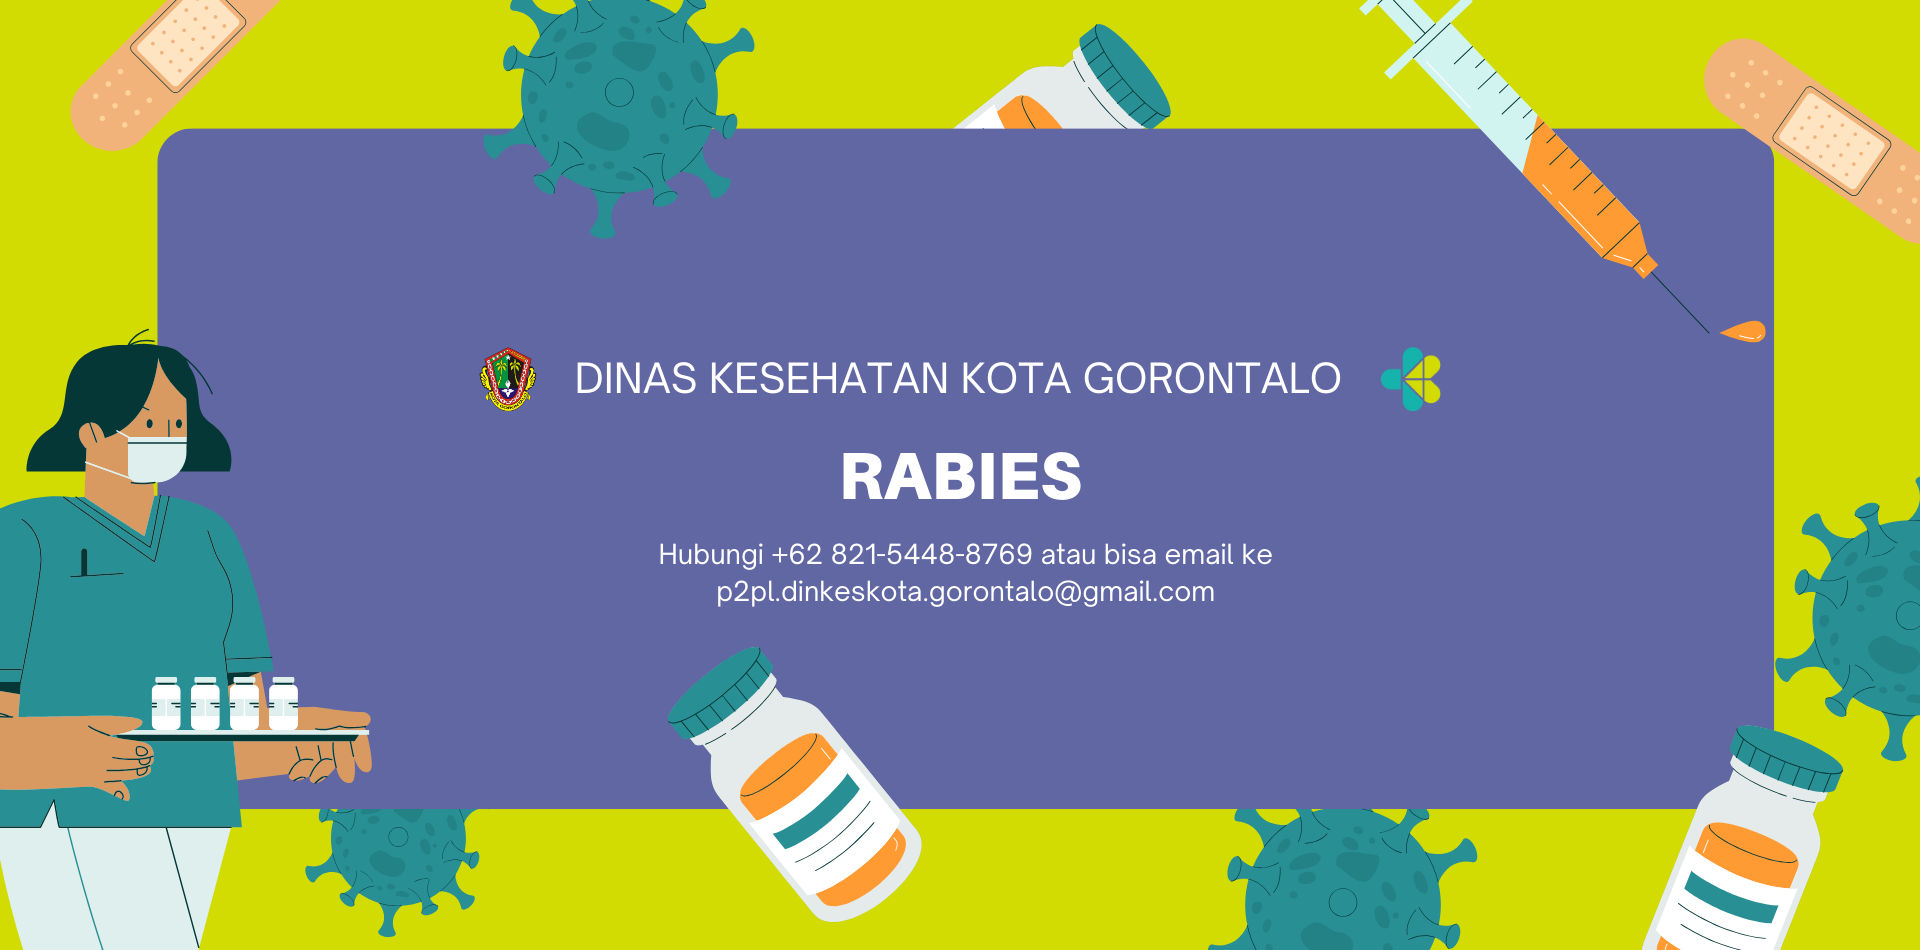 DINAS KESEHATAN KOTA GORONTALO
RABIES
Hubungi +62 821-5448-8769 atau bisa email ke
p2pl.dinkeskota.gorontalo@gmail.com